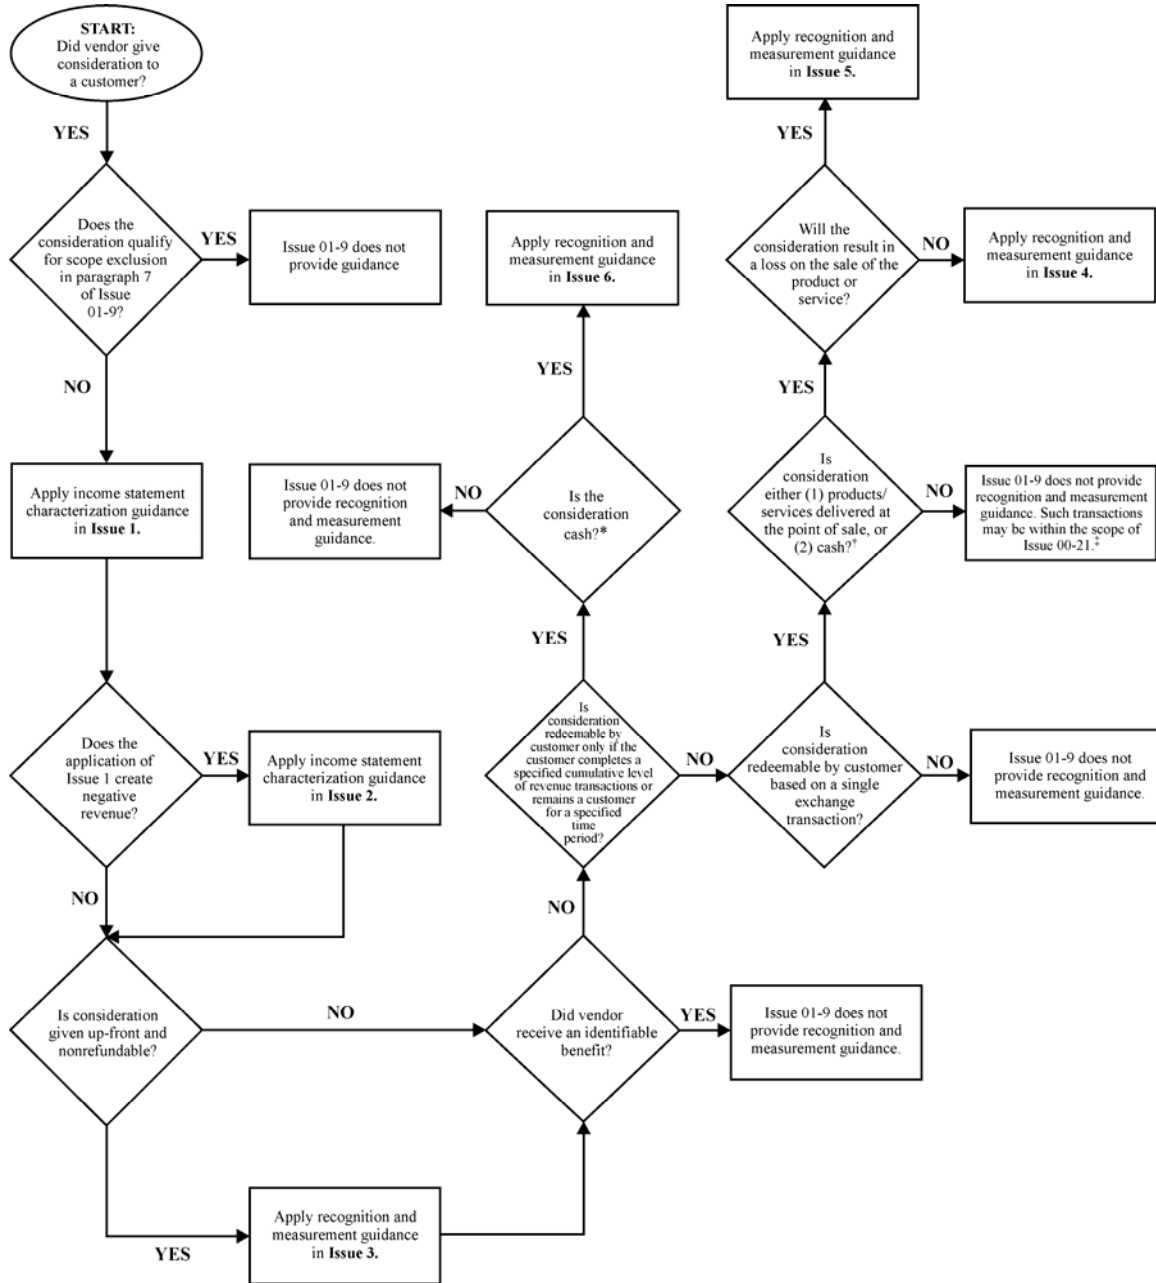 START:
Did vendor give
consideration to
a customer?
YES
Does the
consideration qualify
for scope exclusion
in paragraph 7
of Issue
01-9?
YES
Issue 01-9 does not
provide guidance
NO
Apply income statement
characterization guidance
in Issue 1.
Does the
application of
Issue 1 create
negative
revenue?
YES
Apply income statement
characterization guidance
in Issue 2.
NO
Is consideration
given up-front and
nonrefundable?
NO
YES
Apply recognition and
measurement guidance
in Issue 3.
Did vendor
receive an identifiable
benefit?
YES
Issue 01-9 does not
provide recognition and
measurement guidance.
NO
Is
consideration
redeemable by
customer only if the
customer completes a
specified cumulative level
of revenue transactions or
remains a customer
for a specified
time
period?
YES
Is the
consideration
cash?*
NO
Issue 01-9 does not
provide recognition
and measurement
guidance.
YES
Apply recognition and
measurement guidance
in Issue 6.
NO
Is
consideration
redeemable by customer
based on a single
exchange
transaction?
NO
Issue 01-9 does not
provide recognition and
measurement guidance.
YES
Is
consideration
either (1) products/
services delivered at
the point of sale, or
(2) cash?†
NO
Issue 01-9 does not provide
recognition and measurement
guidance. Such transactions
may be within the scope of
Issue 00-21.‡
YES
Will the
consideration result in
a loss on the sale of the
product or
service?
NO
Apply recognition and
measurement guidance
in Issue 4.
YES
Apply recognition and
measurement guidance
in Issue 5.